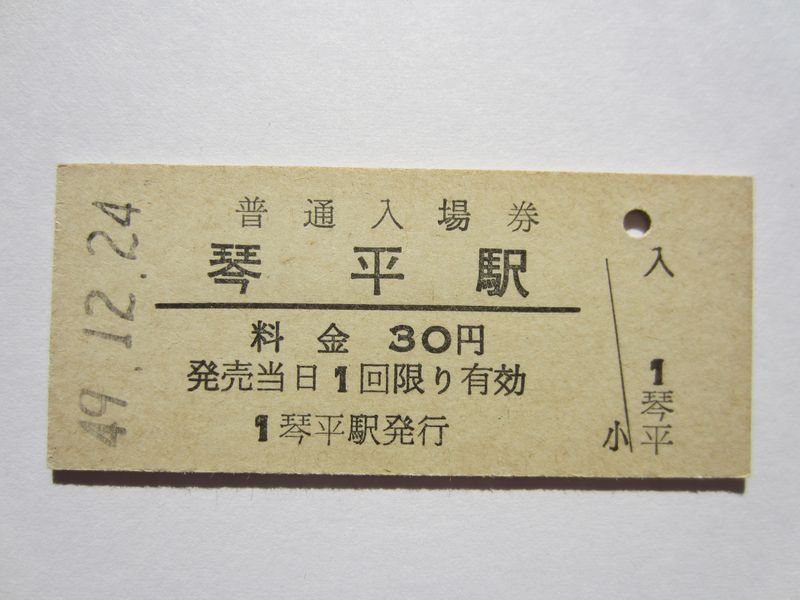 49.12.24
普通入場券
琴平駅
料金 30円
発売当日1回限り有効
1琴平駅発行
入
1琴平
小